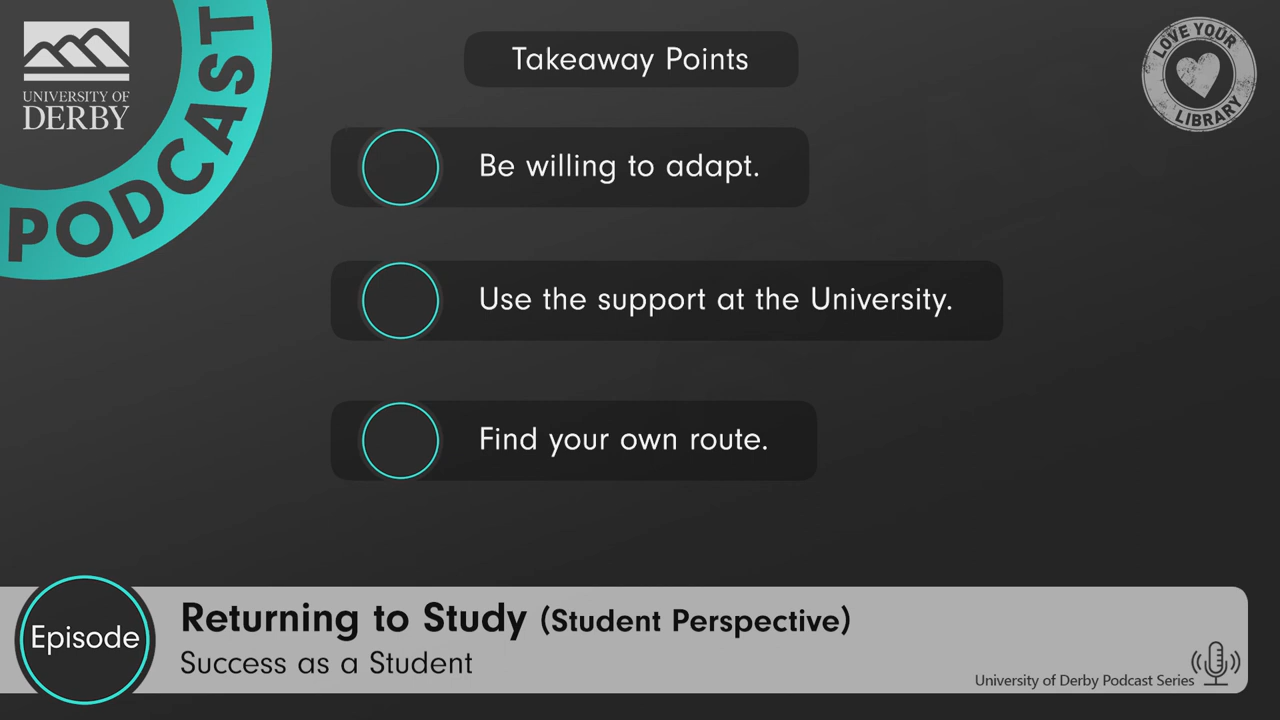 UNIVERSITY OF
DERBY
PODCAST
LOVE YOUR
LIBRARY
Takeaway Points
Be willing to adapt.
Use the support at the University.
Find your own route.
Episode
Returning to Study (Student Perspective)
Success as a Student
University of Derby Podcast Series